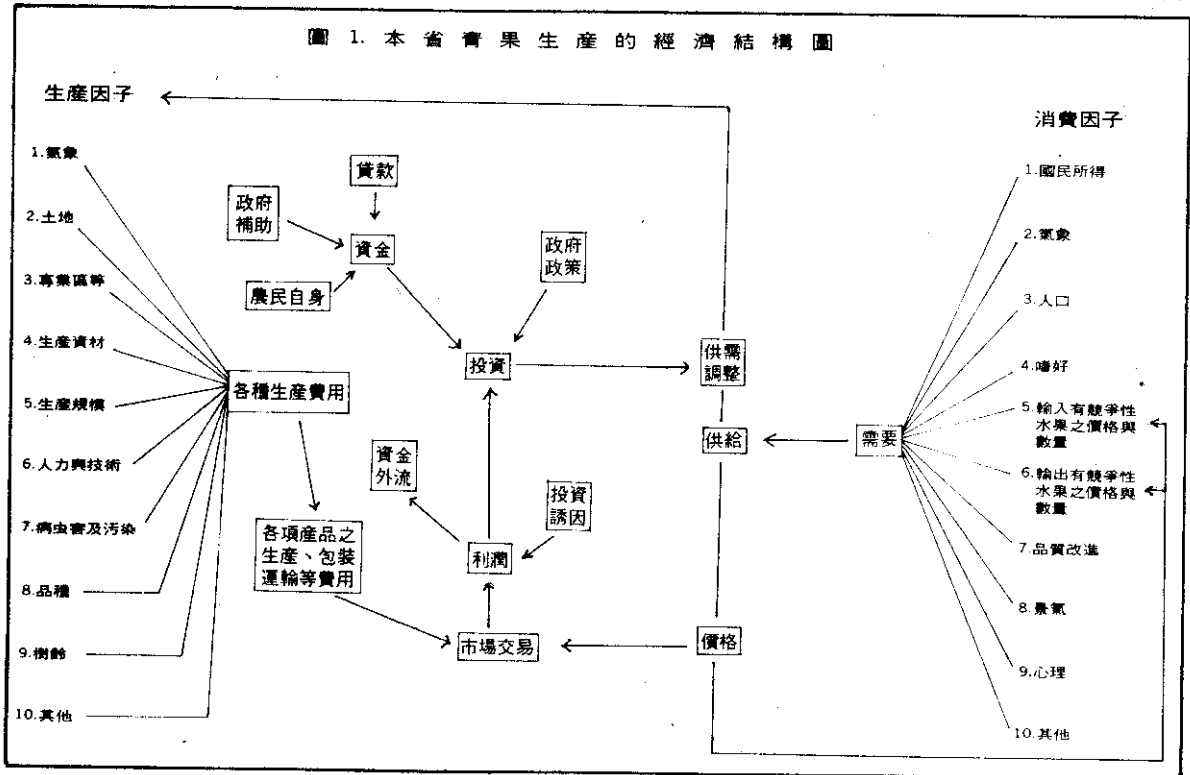 圖 1. 本省青果生產的經濟結構圖
生產因子
1.氣象
2.土地
3.專業區等
4.生產資材
5.生產規模
6.人力與技術
7.病虫害及汚染
8.品種
9.樹齡
10.其他
各種生產費用
各項產品之
生產、包裝
運輸等費用
貸款
政府
補助
資金
農民自身
政府
政策
投資
資金
外流
投資
誘因
利潤
市場交易
供需
調整
供給
價格
需要
消費因子
1.國民所得
2.氣象
3.人口
4.嗜好
5.輸入有競爭性
水果之價格與
數量
6.輸出有競爭性
水果之價格與
數量
7.品質改進
8.景氣
9.心理
10.其他